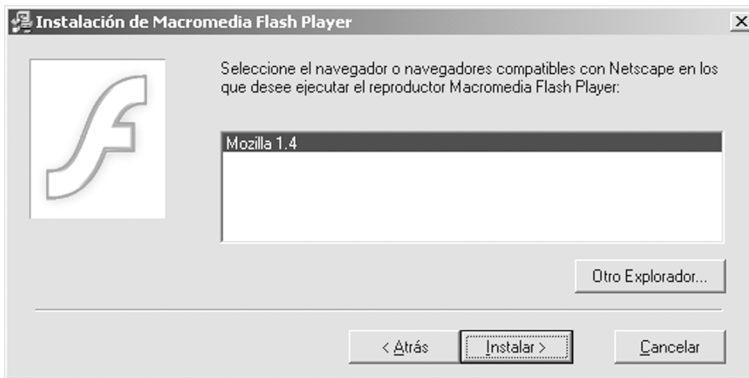 Instalación de Macromedia Flash Player
Seleccione el navegador o navegadores compatibles con Netscape en los
que desee ejecutar el reproductor Macromedia Flash Player:
Mozilla 1.4
Otro Explorador...
< Atrás
Instalar >
Cancelar